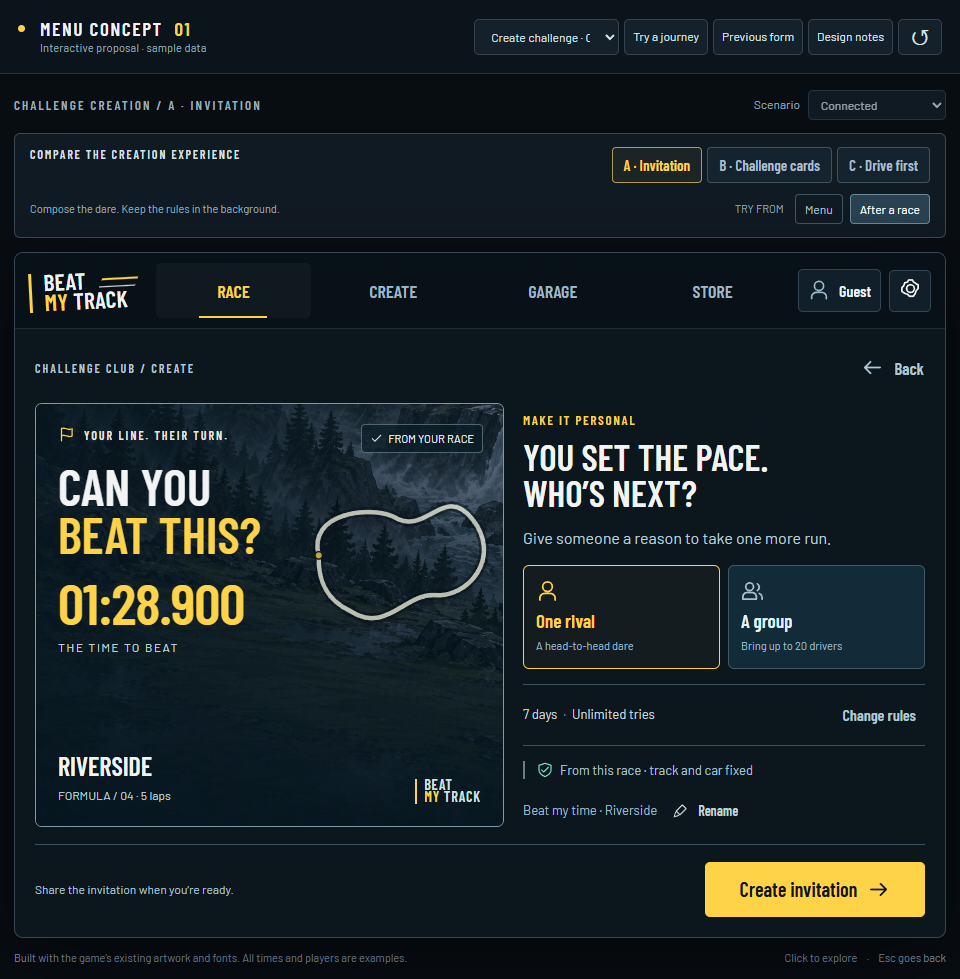 MENU CONCEPT 01
Interactive proposal · sample data
Create challenge · C
Try a journey
Previous form
Design notes
CHALLENGE CREATION / A · INVITATION
Scenario
Connected
COMPARE THE CREATION EXPERIENCE
A · Invitation
B · Challenge cards
C · Drive first
Compose the dare. Keep the rules in the background.
TRY FROM
Menu
After a race
BEAT
MY TRACK
RACE
CREATE
GARAGE
STORE
Guest
CHALLENGE CLUB / CREATE
Back
YOUR LINE. THEIR TURN.
FROM YOUR RACE
CAN YOU
BEAT THIS?
01:28.900
THE TIME TO BEAT
RIVERSIDE
FORMULA / 04 · 5 laps
BEAT
MY TRACK
MAKE IT PERSONAL
YOU SET THE PACE.
WHO’S NEXT?
Give someone a reason to take one more run.
One rival
A head-to-head dare
A group
Bring up to 20 drivers
7 days · Unlimited tries
Change rules
From this race · track and car fixed
Beat my time · Riverside
Rename
Share the invitation when you’re ready.
Create invitation
Built with the game’s existing artwork and fonts. All times and players are examples.
Click to explore · Esc goes back